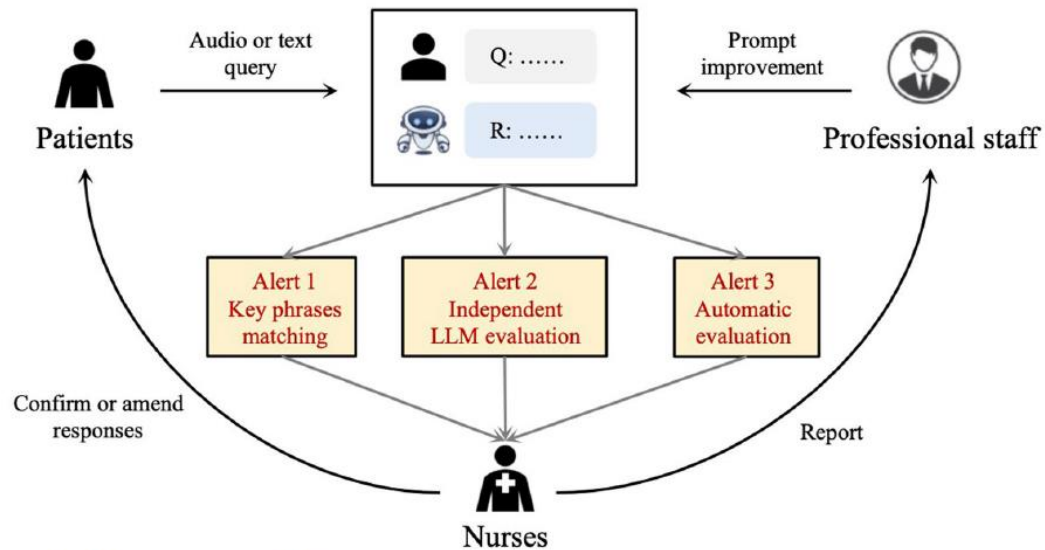 Audio or text
query
Q: ......
Prompt
improvement
R: ......
Patients
Professional staff
Alert 1
Key phrases
matching
Alert 2
Independent
LLM evaluation
Alert 3
Automatic
evaluation
Confirm or amend
responses
Report
Nurses